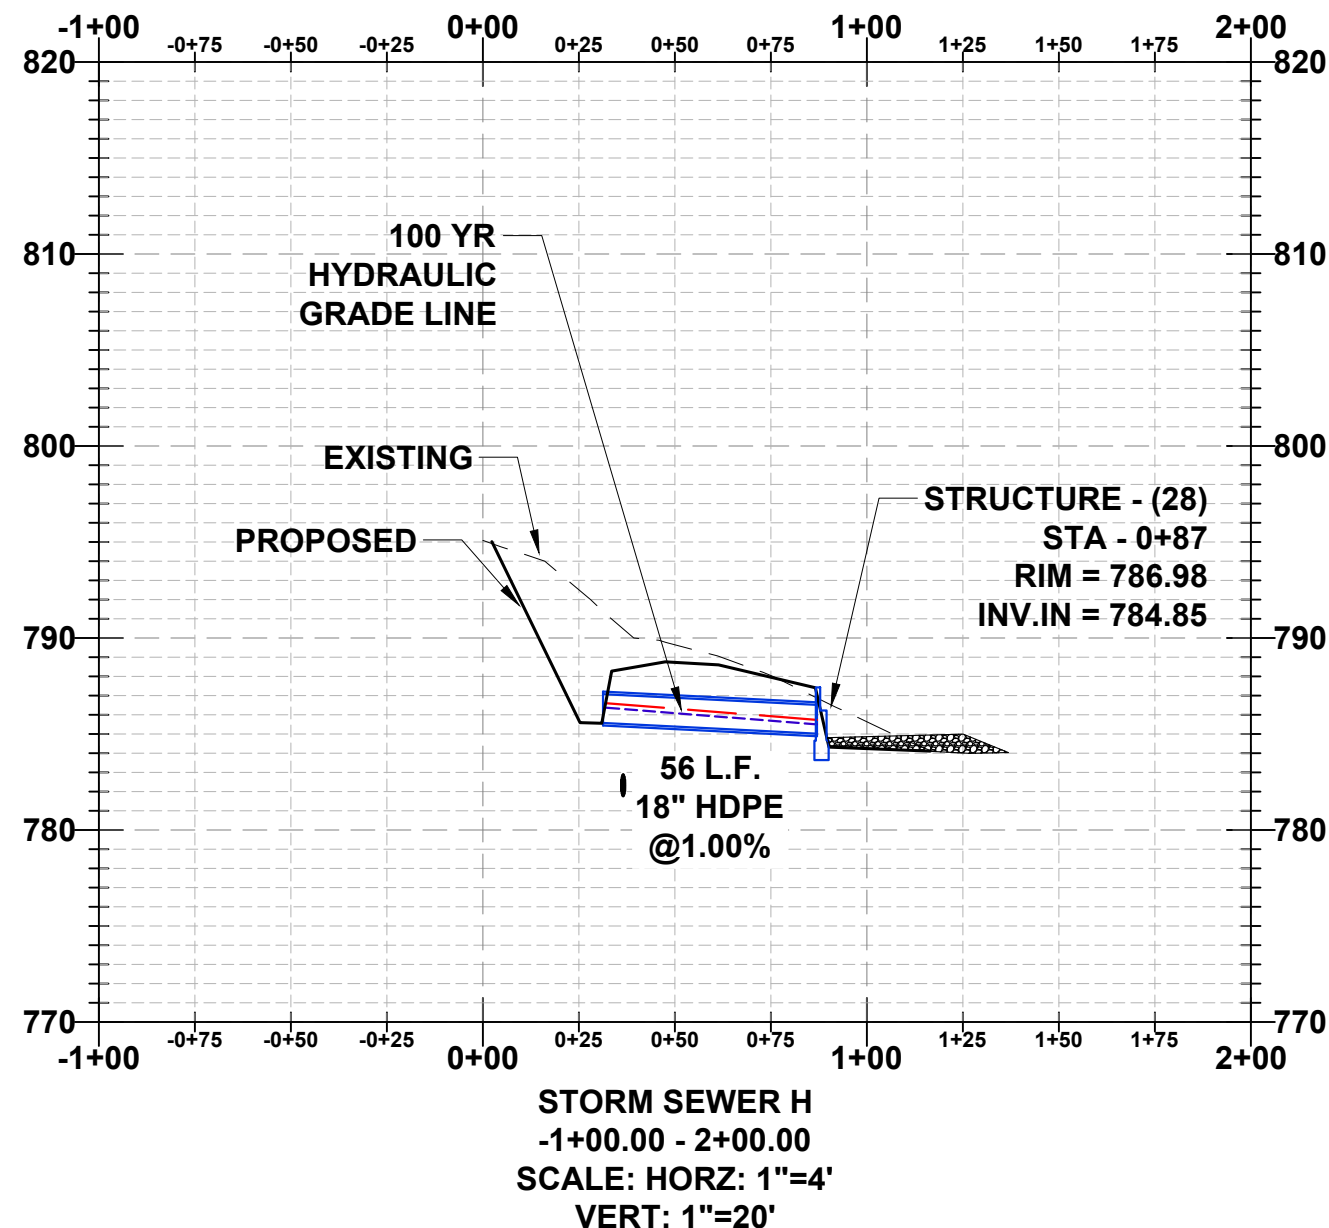 -1+00 0+00 1+00 2+00
-0+75 -0+50 -0+25 0+25 0+50 0+75 1+25 1+50 1+75
820 820
810 810
100 YR
HYDRAULIC
GRADE LINE
800 800
EXISTING
PROPOSED
STRUCTURE - (28)
STA - 0+87
RIM = 786.98
INV.IN = 784.85
790 790
56 L.F.
18" HDPE
@1.00%
780 780
770 770
-0+75 -0+50 -0+25 0+25 0+50 0+75 1+25 1+50 1+75
-1+00 0+00 1+00 2+00
STORM SEWER H
-1+00.00 - 2+00.00
SCALE: HORZ: 1"=4'
VERT: 1"=20'